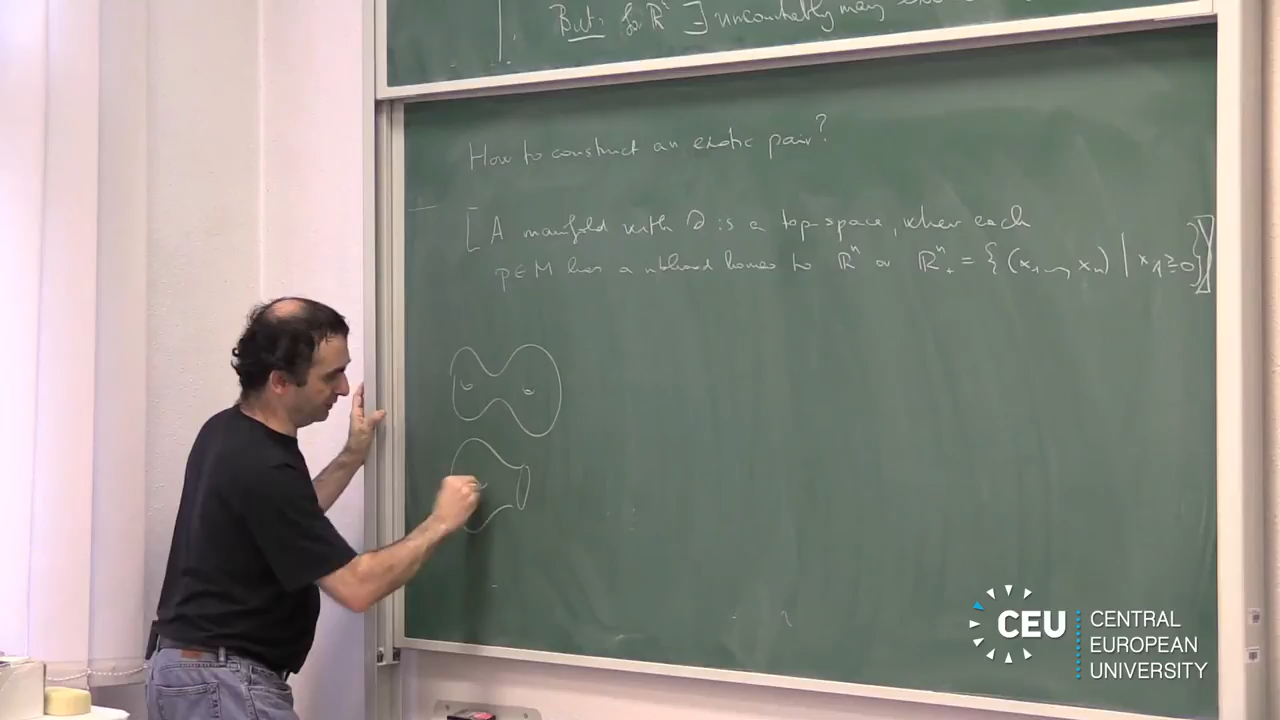 But: for ℝ⁴ ∃ uncountably many exo
How to construct an exotic pair?
[A manifold with ∂ is a top. space, where each
p∈M has a nbhood homeo to ℝⁿ or ℝⁿ₊ = {(x₁, …, xₙ) | x₁ ≥ 0}]
CEU
CENTRAL
EUROPEAN
UNIVERSITY